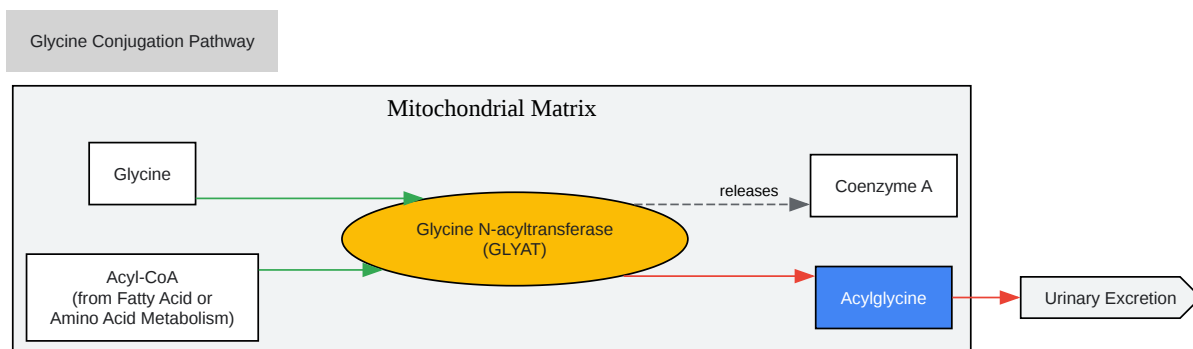 Glycine Conjugation Pathway
Mitochondrial Matrix
Glycine
Acyl-CoA
(from Fatty Acid or
Amino Acid Metabolism)
Glycine N-acyltransferase
(GLYAT)
releases
Coenzyme A
Acylglycine
Urinary Excretion